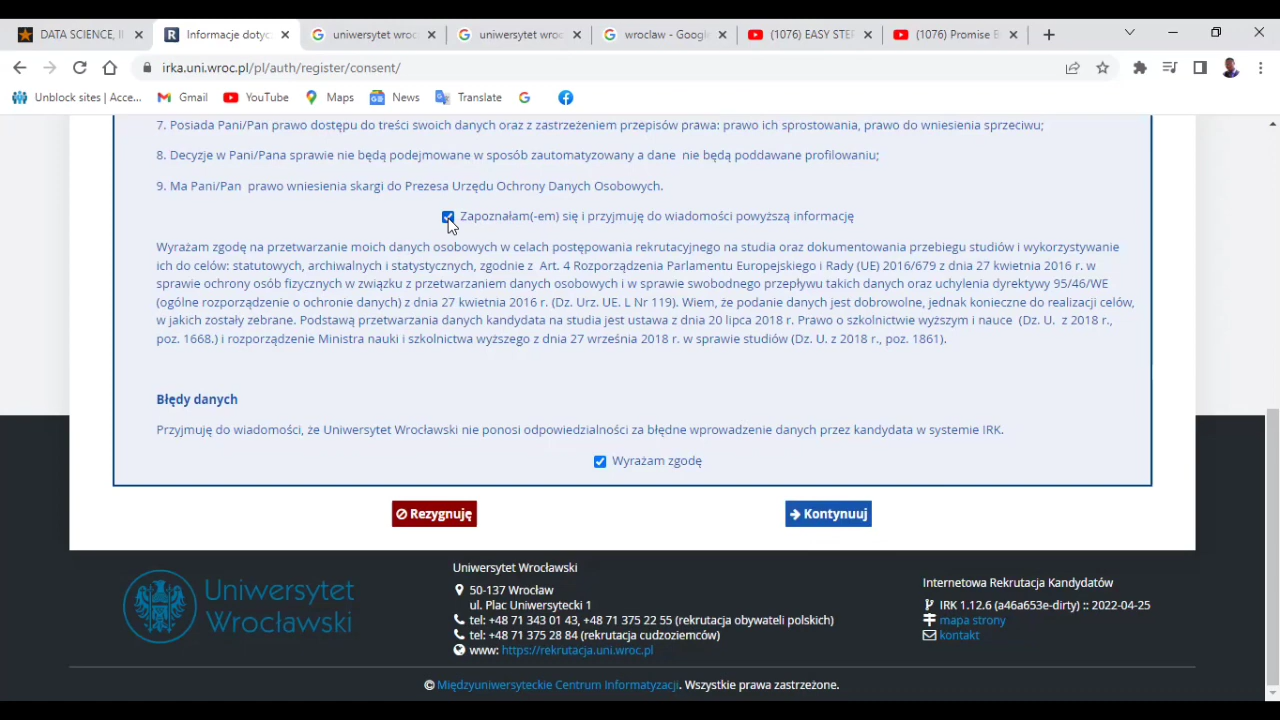 DATA SCIENCE, I
Informacje dotyc
uniwersytet wroc
uniwersytet wroc
wroclaw - Google
(1076) EASY STEP
(1076) Promise B
irka.uni.wroc.pl/pl/auth/register/consent/
Unblock sites | Acce...
Gmail
YouTube
Maps
News
Translate
7. Posiada Pani/Pan prawo dostępu do treści swoich danych oraz z zastrzeżeniem przepisów prawa: prawo ich sprostowania, prawo do wniesienia sprzeciwu;
8. Decyzje w Pani/Pana sprawie nie będą podejmowane w sposób zautomatyzowany a dane nie będą poddawane profilowaniu;
9. Ma Pani/Pan prawo wniesienia skargi do Prezesa Urzędu Ochrony Danych Osobowych.
Zapoznałam(-em) się i przyjmuję do wiadomości powyższą informację
Wyrażam zgodę na przetwarzanie moich danych osobowych w celach postępowania rekrutacyjnego na studia oraz dokumentowania przebiegu studiów i wykorzystywanie
ich do celów: statutowych, archiwalnych i statystycznych, zgodnie z Art. 4 Rozporządzenia Parlamentu Europejskiego i Rady (UE) 2016/679 z dnia 27 kwietnia 2016 r. w
sprawie ochrony osób fizycznych w związku z przetwarzaniem danych osobowych i w sprawie swobodnego przepływu takich danych oraz uchylenia dyrektywy 95/46/WE
(ogólne rozporządzenie o ochronie danych) z dnia 27 kwietnia 2016 r. (Dz. Urz. UE. L Nr 119). Wiem, że podanie danych jest dobrowolne, jednak konieczne do realizacji celów,
w jakich zostały zebrane. Podstawą przetwarzania danych kandydata na studia jest ustawa z dnia 20 lipca 2018 r. Prawo o szkolnictwie wyższym i nauce (Dz. U. z 2018 r.,
poz. 1668.) i rozporządzenie Ministra nauki i szkolnictwa wyższego z dnia 27 września 2018 r. w sprawie studiów (Dz. U. z 2018 r., poz. 1861).
Błędy danych
Przyjmuję do wiadomości, że Uniwersytet Wrocławski nie ponosi odpowiedzialności za błędne wprowadzenie danych przez kandydata w systemie IRK.
Wyrażam zgodę
Rezygnuję
Kontynuuj
Uniwersytet
Wrocławski
Uniwersytet Wrocławski
50-137 Wrocław
ul. Plac Uniwersytecki 1
tel: +48 71 343 01 43, +48 71 375 22 55 (rekrutacja obywateli polskich)
tel: +48 71 375 28 84 (rekrutacja cudzoziemców)
www: https://rekrutacja.uni.wroc.pl
Internetowa Rekrutacja Kandydatów
IRK 1.12.6 (a46a653e-dirty) :: 2022-04-25
mapa strony
kontakt
© Międzyuniwersyteckie Centrum Informatyzacji. Wszystkie prawa zastrzeżone.